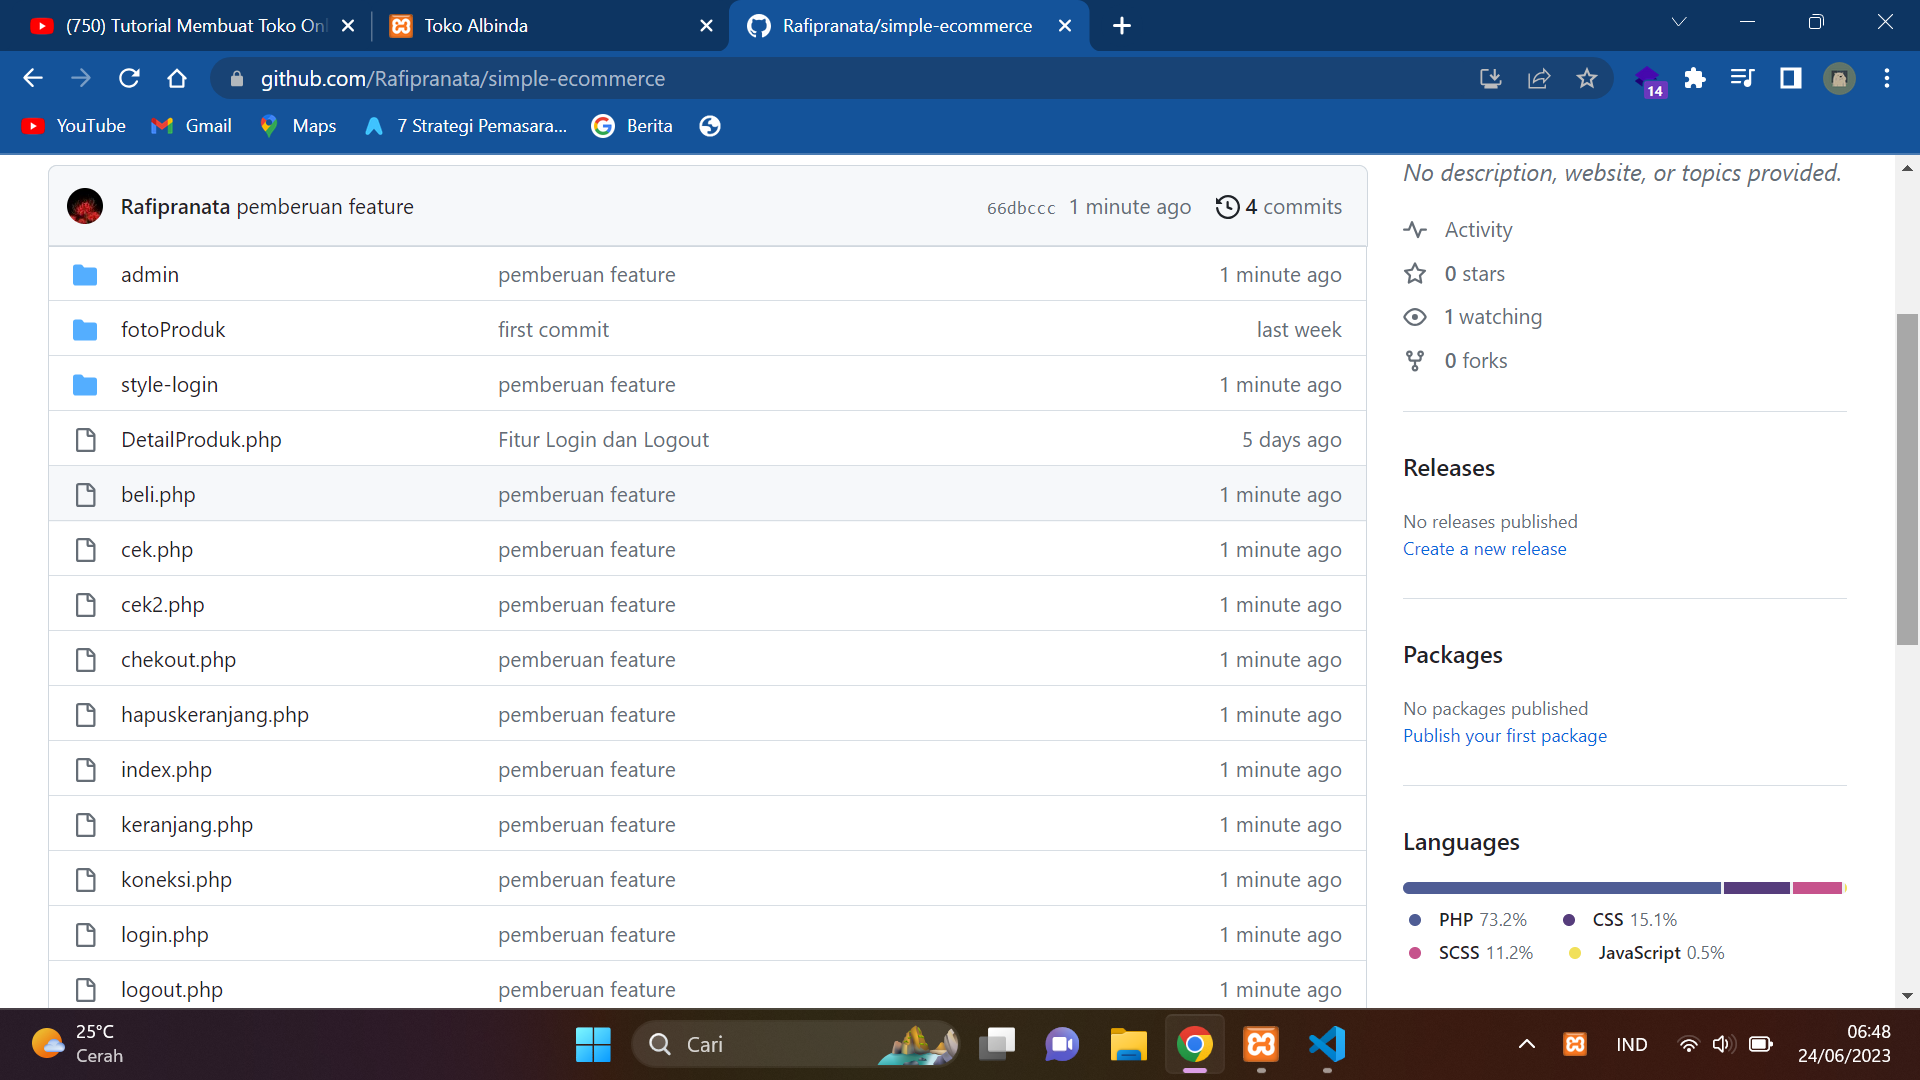 (750) Tutorial Membuat Toko Onl
Toko Albinda
Rafipranata/simple-ecommerce
github.com/Rafipranata/simple-ecommerce
14
YouTube
Gmail
Maps
7 Strategi Pemasara...
Berita
Rafipranata pemberuan feature
66dbccc 1 minute ago
4 commits
admin pemberuan feature 1 minute ago
fotoProduk first commit last week
style-login pemberuan feature 1 minute ago
DetailProduk.php Fitur Login dan Logout 5 days ago
beli.php pemberuan feature 1 minute ago
cek.php pemberuan feature 1 minute ago
cek2.php pemberuan feature 1 minute ago
chekout.php pemberuan feature 1 minute ago
hapuskeranjang.php pemberuan feature 1 minute ago
index.php pemberuan feature 1 minute ago
keranjang.php pemberuan feature 1 minute ago
koneksi.php pemberuan feature 1 minute ago
login.php pemberuan feature 1 minute ago
logout.php pemberuan feature 1 minute ago
No description, website, or topics provided.
Activity
0 stars
1 watching
0 forks
Releases
No releases published
Create a new release
Packages
No packages published
Publish your first package
Languages
PHP 73.2%
CSS 15.1%
SCSS 11.2%
JavaScript 0.5%
25°C
Cerah
Cari
IND
06:48
24/06/2023